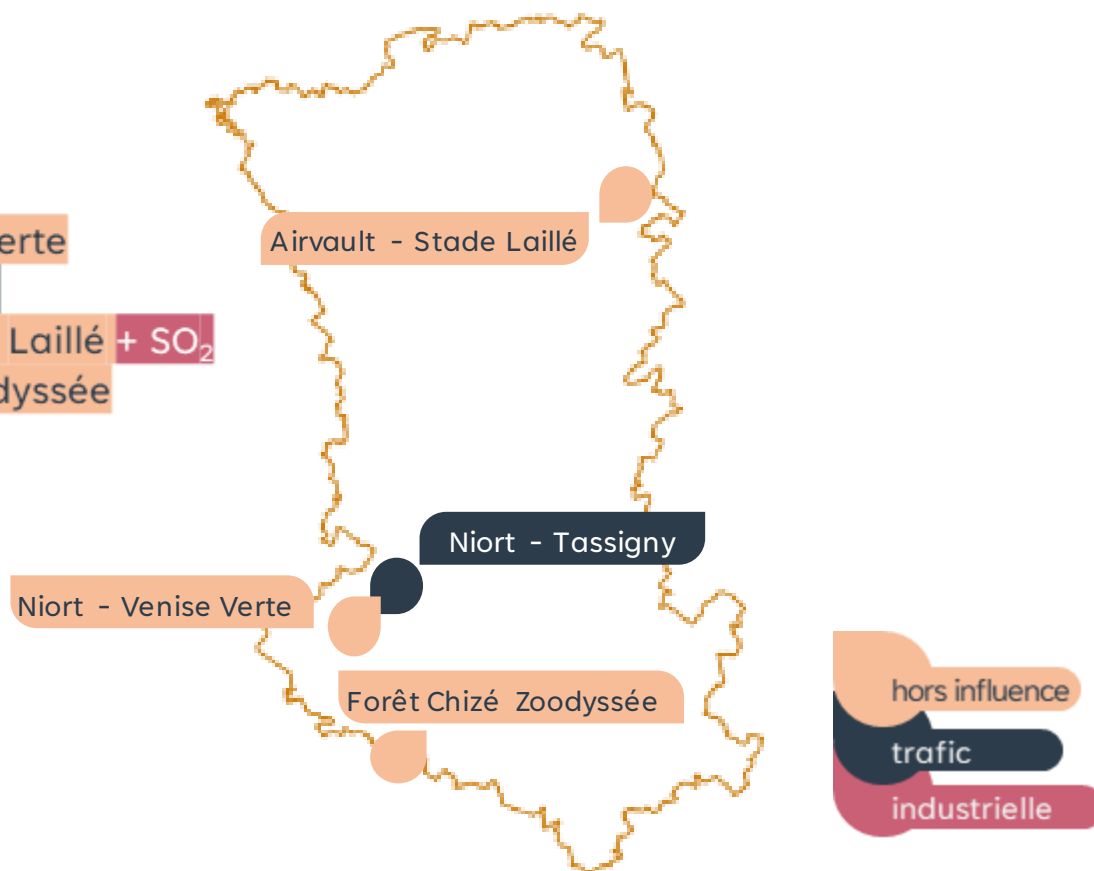 erte
Airvault - Stade Laillé
Laillé + SO₂
dyssée
Niort - Tassigny
Niort - Venise Verte
Forêt Chizé Zoodyssée
hors influence
trafic
industrielle